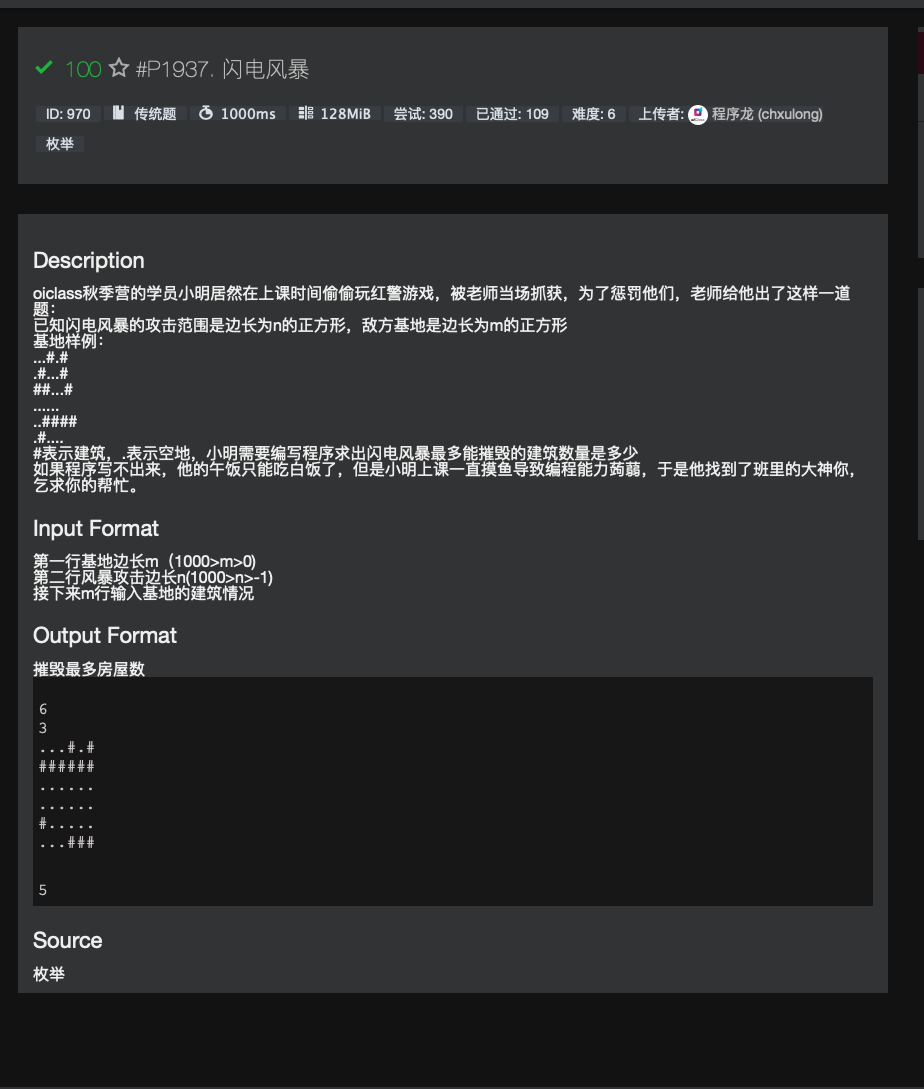 100 #P1937. 闪电风暴
ID: 970 传统题 1000ms 128MiB 尝试: 390 已通过: 109 难度: 6 上传者: 程序龙 (chxulong)
枚举
Description
oiclass秋季营的学员小明居然在上课时间偷偷玩红警游戏，被老师当场抓获，为了惩罚他们，老师给他出了这样一道
题：
已知闪电风暴的攻击范围是边长为n的正方形，敌方基地是边长为m的正方形
基地样例：
...#.#
.#...#
##...#
......
..####
.#....
#表示建筑，.表示空地，小明需要编写程序求出闪电风暴最多能摧毁的建筑数量是多少
如果程序写不出来，他的午饭只能吃白饭了，但是小明上课一直摸鱼导致编程能力蒟蒻，于是他找到了班里的大神你，
乞求你的帮忙。
Input Format
第一行基地边长m（1000>m>0)
第二行风暴攻击边长n(1000>n>-1)
接下来m行输入基地的建筑情况
Output Format
摧毁最多房屋数
6
3
...#.#
######
......
......
#.....
...###
5
Source
枚举